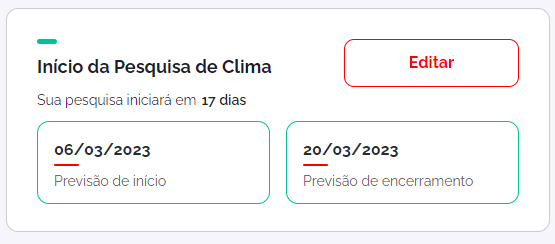 Início da Pesquisa de Clima
Editar
Sua pesquisa iniciará em 17 dias
06/03/2023
Previsão de início
20/03/2023
Previsão de encerramento